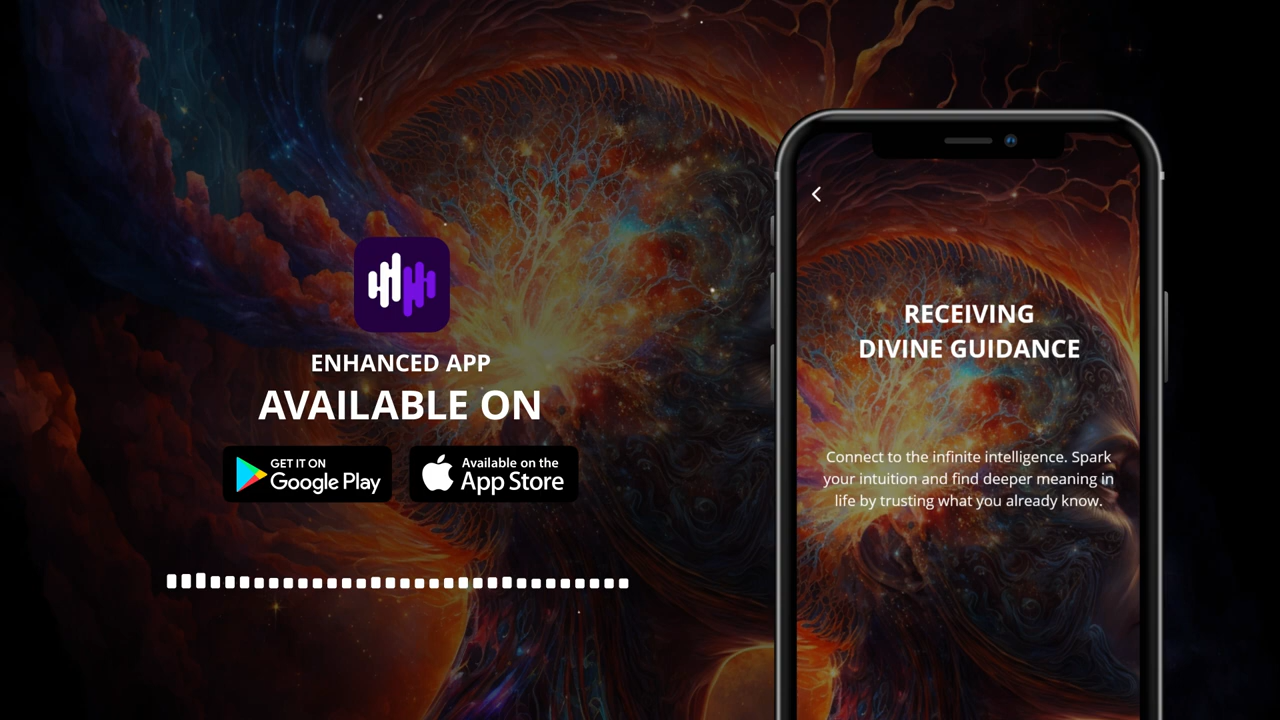 ENHANCED APP
AVAILABLE ON
GET IT ON
Google Play
Available on the
App Store
RECEIVING
DIVINE GUIDANCE
Connect to the infinite intelligence. Spark
your intuition and find deeper meaning in
life by trusting what you already know.